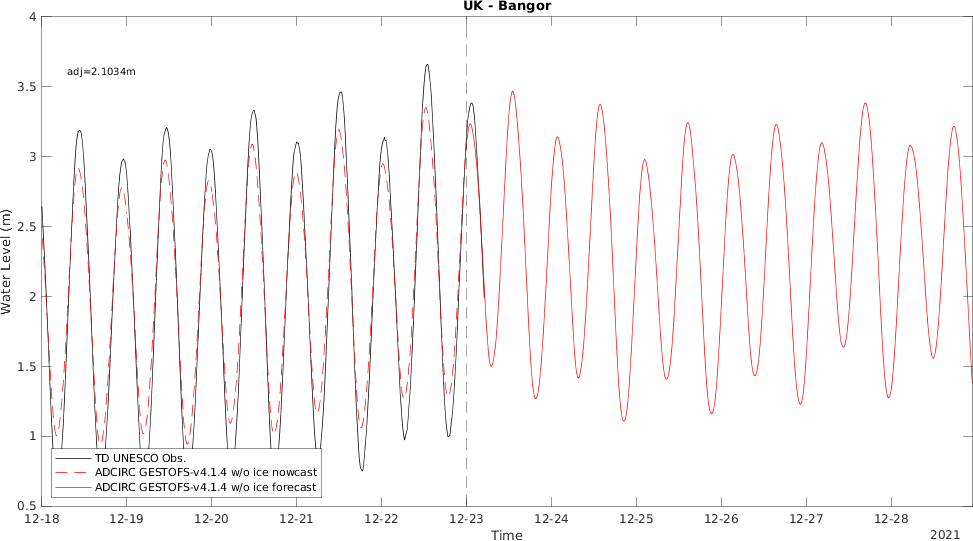 UK - Bangor
4
3.5
3
2.5
2
1.5
1
0.5
Water Level (m)
adj=2.1034m
TD UNESCO Obs.
ADCIRC GESTOFS-v4.1.4 w/o ice nowcast
ADCIRC GESTOFS-v4.1.4 w/o ice forecast
12-18 12-19 12-20 12-21 12-22 12-23 12-24 12-25 12-26 12-27 12-28
Time
2021